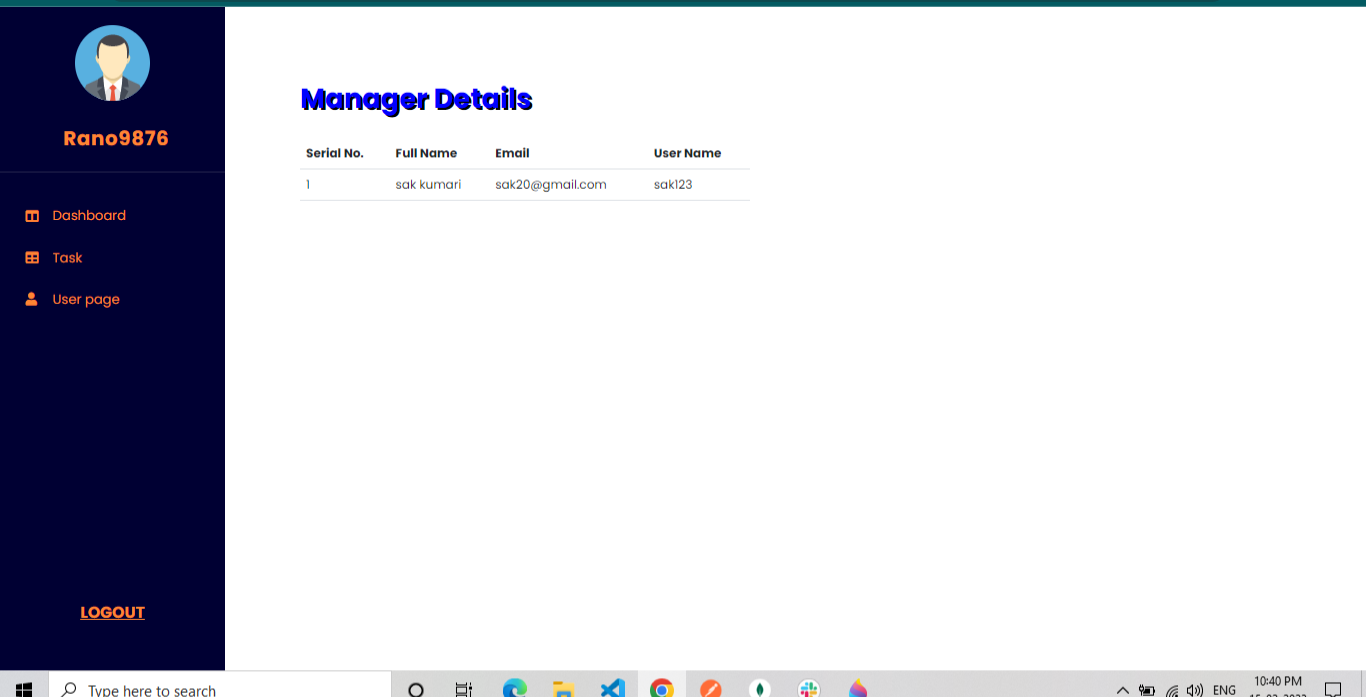 Rano9876
Dashboard
Task
User page
LOGOUT
Manager Details
Serial No. Full Name Email User Name
1 sak kumari sak20@gmail.com sak123
Type here to search
ENG
10:40 PM